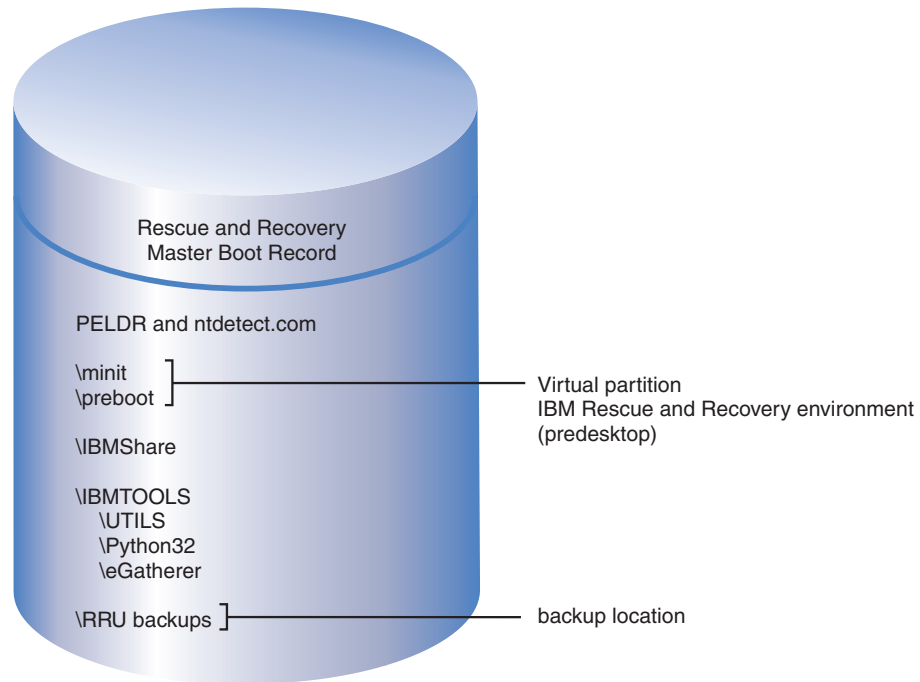 Rescue and Recovery
Master Boot Record
PELDR and ntdetect.com
\minit
\preboot
Virtual partition
IBM Rescue and Recovery environment
(predesktop)
\IBMShare
\IBMTOOLS
\UTILS
\Python32
\eGatherer
\RRU backups
backup location